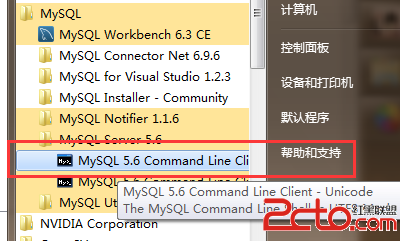 MySQL
MySQL Workbench 6.3 CE
MySQL Connector Net 6.9.6
MySQL for Visual Studio 1.2.3
MySQL Installer - Community
MySQL Notifier 1.1.6
MySQL Server 5.6
MySQL 5.6 Command Line Cli
MySQL 5.6 Command Line Cli
MySQL Ut
MySQL 5.6 Command Line Client - Unicode
The MySQL Command Line Shell
NVIDIA Corporation
计算机
控制面板
设备和打印机
默认程序
帮助和支持
红黑联盟
2cto.com